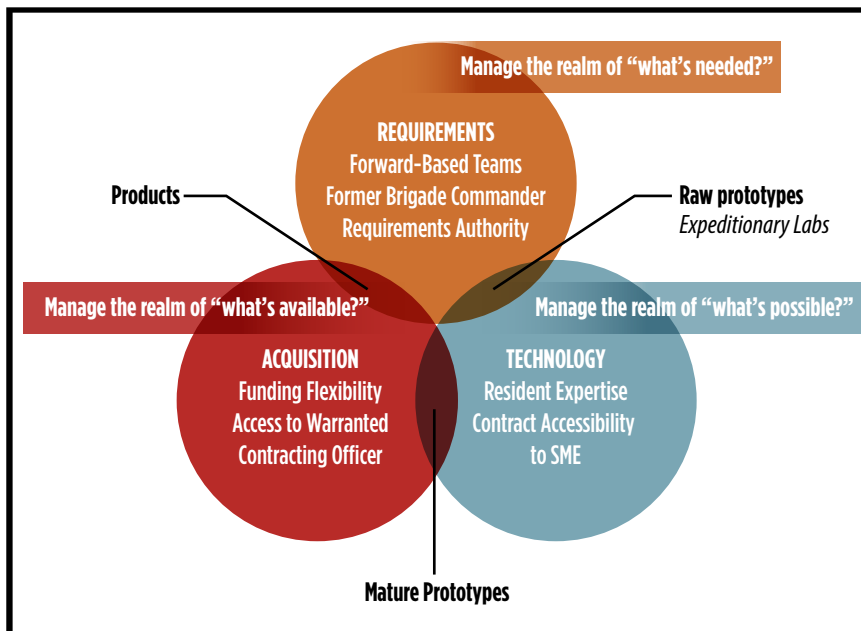 Manage the realm of “what’s needed?”
REQUIREMENTS
Forward-Based Teams
Former Brigade Commander
Requirements Authority
Products
Raw prototypes
Expeditionary Labs
Manage the realm of “what’s available?”
Manage the realm of “what’s possible?”
ACQUISITION
Funding Flexibility
Access to Warranted
Contracting Officer
TECHNOLOGY
Resident Expertise
Contract Accessibility
to SME
Mature Prototypes